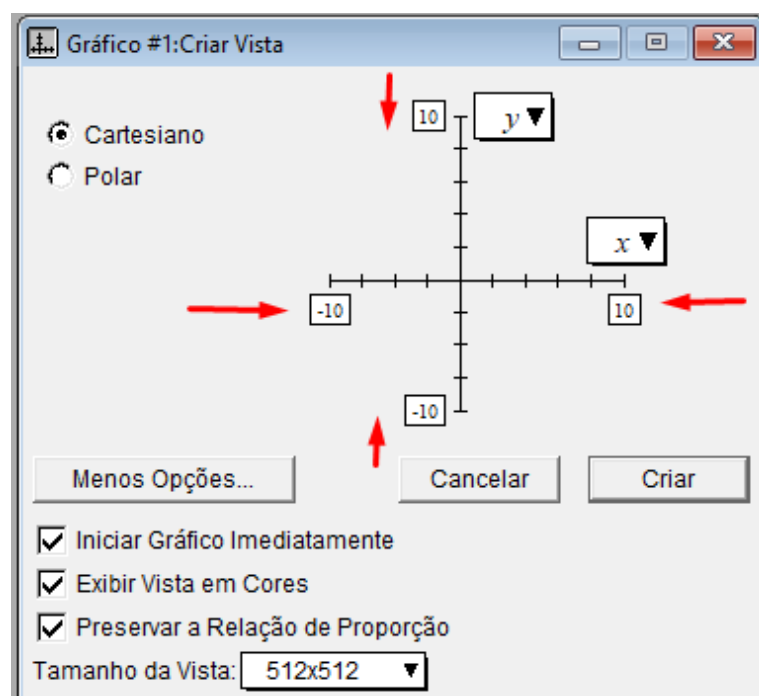 Gráfico #1:Criar Vista
10 y
Cartesiano
Polar
x
-10 10
-10
Menos Opções... Cancelar Criar
Iniciar Gráfico Imediatamente
Exibir Vista em Cores
Preservar a Relação de Proporção
Tamanho da Vista: 512x512